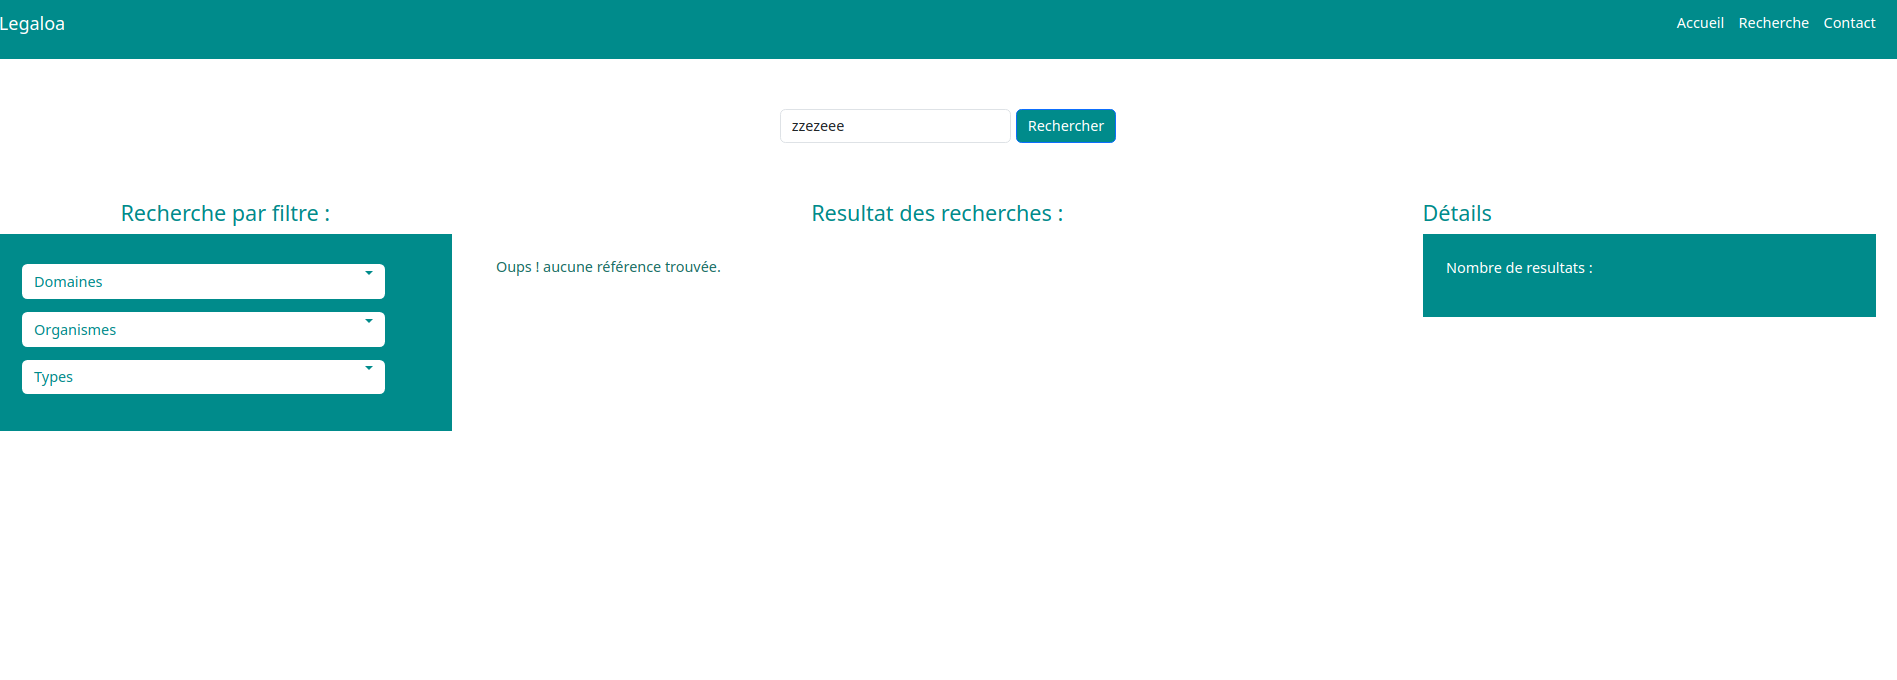 Legaloa
Accueil Recherche Contact
zzezeee Rechercher
Recherche par filtre :
Domaines
Organismes
Types
Resultat des recherches :
Oups ! aucune référence trouvée.
Détails
Nombre de resultats :